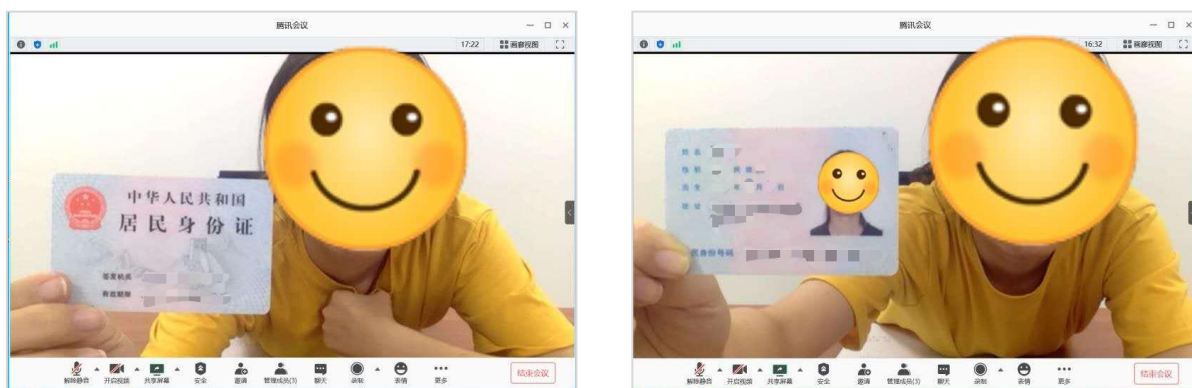 腾讯会议
17:22
画廊视图
中华人民共和国
居民身份证
签发机关
有效期限
解除静音
开启视频
共享屏幕
安全
邀请
管理成员(3)
聊天
录制
表情
更多
结束会议
腾讯会议
16:32
画廊视图
姓名
性别
出生 年 月 日
住址
民身份号码
解除静音
开启视频
共享屏幕
安全
邀请
管理成员(3)
聊天
录制
表情
更多
结束会议